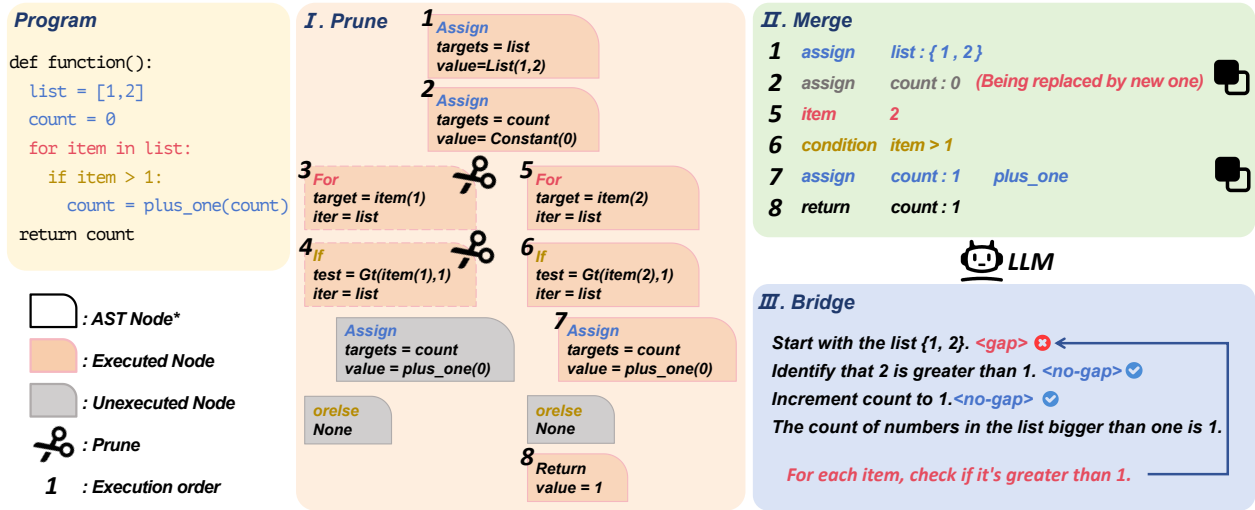 Program
def function():
list = [1,2]
count = 0
for item in list:
if item > 1:
count = plus_one(count)
return count
: AST Node*
: Executed Node
: Unexecuted Node
: Prune
1 : Execution order
I. Prune
1
Assign
targets = list
value=List(1,2)
2
Assign
targets = count
value= Constant(0)
3
For
target = item(1)
iter = list
4
If
test = Gt(item(1),1)
iter = list
Assign
targets = count
value = plus_one(0)
orelse
None
5
For
target = item(2)
iter = list
6
If
test = Gt(item(2),1)
iter = list
7
Assign
targets = count
value = plus_one(0)
orelse
None
8
Return
value = 1
II. Merge
1 assign list : { 1 , 2 }
2 assign count : 0 (Being replaced by new one)
5 item 2
6 condition item > 1
7 assign count : 1 plus_one
8 return count : 1
LLM
III. Bridge
Start with the list {1, 2}. <gap>
Identify that 2 is greater than 1. <no-gap>
Increment count to 1.<no-gap>
The count of numbers in the list bigger than one is 1.
For each item, check if it's greater than 1.